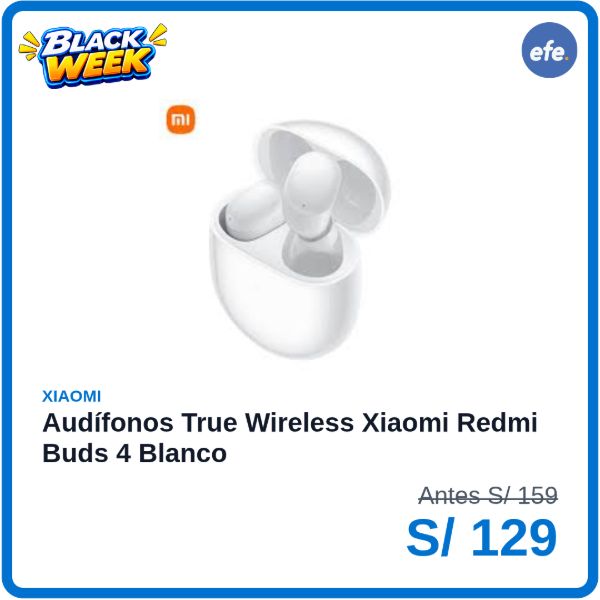 BLACK
WEEK
efe.
mi
XIAOMI
Audífonos True Wireless Xiaomi Redmi
Buds 4 Blanco
Antes S/ 159
S/ 129